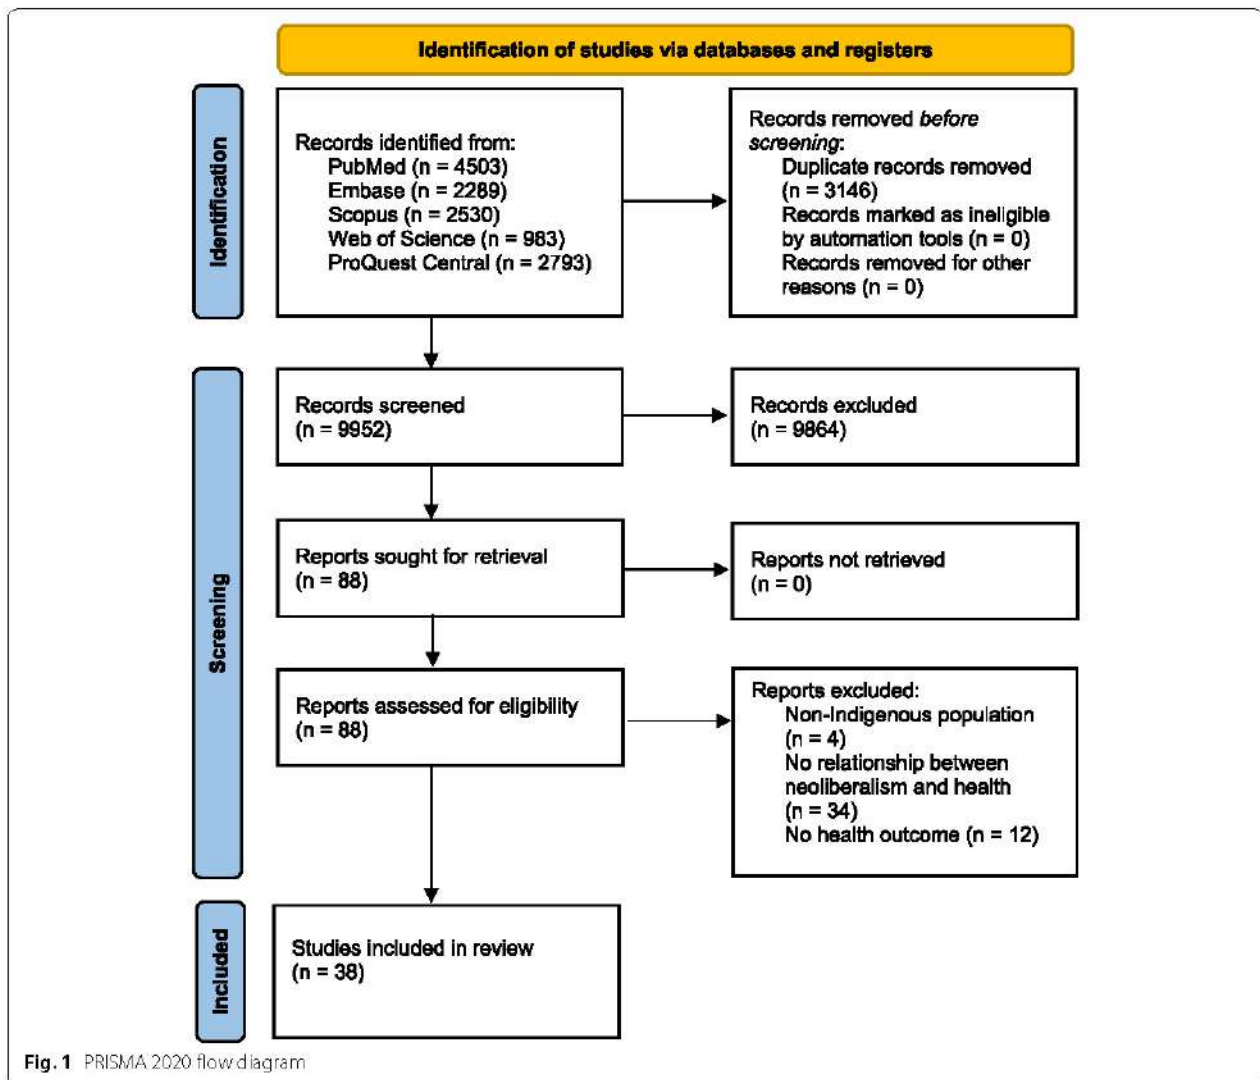 Identification of studies via databases and registers
Identification
Records identified from:
PubMed (n = 4503)
Embase (n = 2289)
Scopus (n = 2530)
Web of Science (n = 983)
ProQuest Central (n = 2793)
Records removed before
screening:
Duplicate records removed
(n = 3146)
Records marked as ineligible
by automation tools (n = 0)
Records removed for other
reasons (n = 0)
Screening
Records screened
(n = 9952)
Records excluded
(n = 9864)
Reports sought for retrieval
(n = 88)
Reports not retrieved
(n = 0)
Reports assessed for eligibility
(n = 88)
Reports excluded:
Non-Indigenous population
(n = 4)
No relationship between
neoliberalism and health
(n = 34)
No health outcome (n = 12)
Included
Studies included in review
(n = 38)
Fig. 1 PRISMA 2020 flow diagram